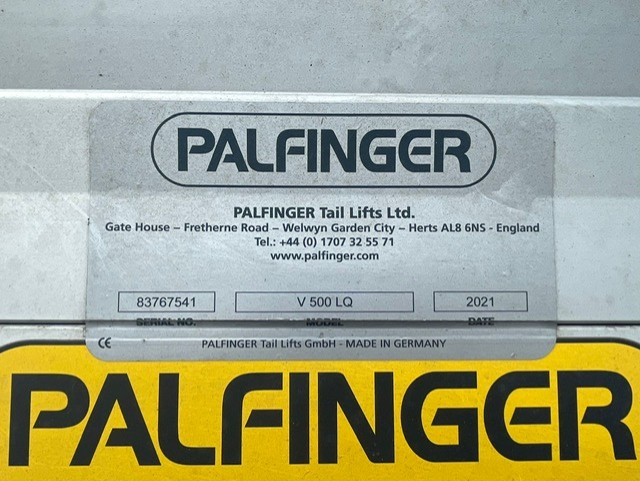 PALFINGER
PALFINGER Tail Lifts Ltd.
Gate House – Fretherne Road – Welwyn Garden City – Herts AL8 6NS - England
Tel.: +44 (0) 1707 32 55 71
www.palfinger.com
83767541 V 500 LQ 2021
SERIAL NO. MODEL DATE
CE PALFINGER Tail Lifts GmbH - MADE IN GERMANY
PALFINGER